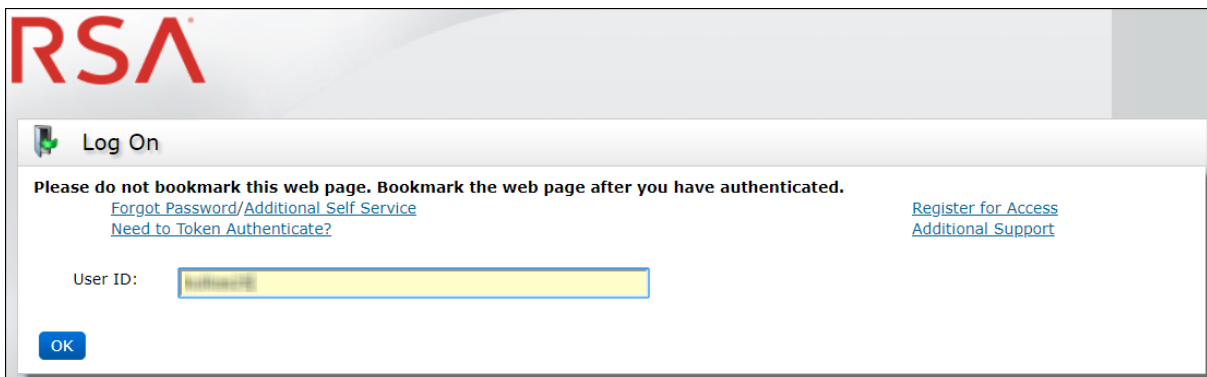 RSA
Log On
Please do not bookmark this web page. Bookmark the web page after you have authenticated.
Forgot Password/Additional Self Service Register for Access
Need to Token Authenticate? Additional Support
User ID:
OK